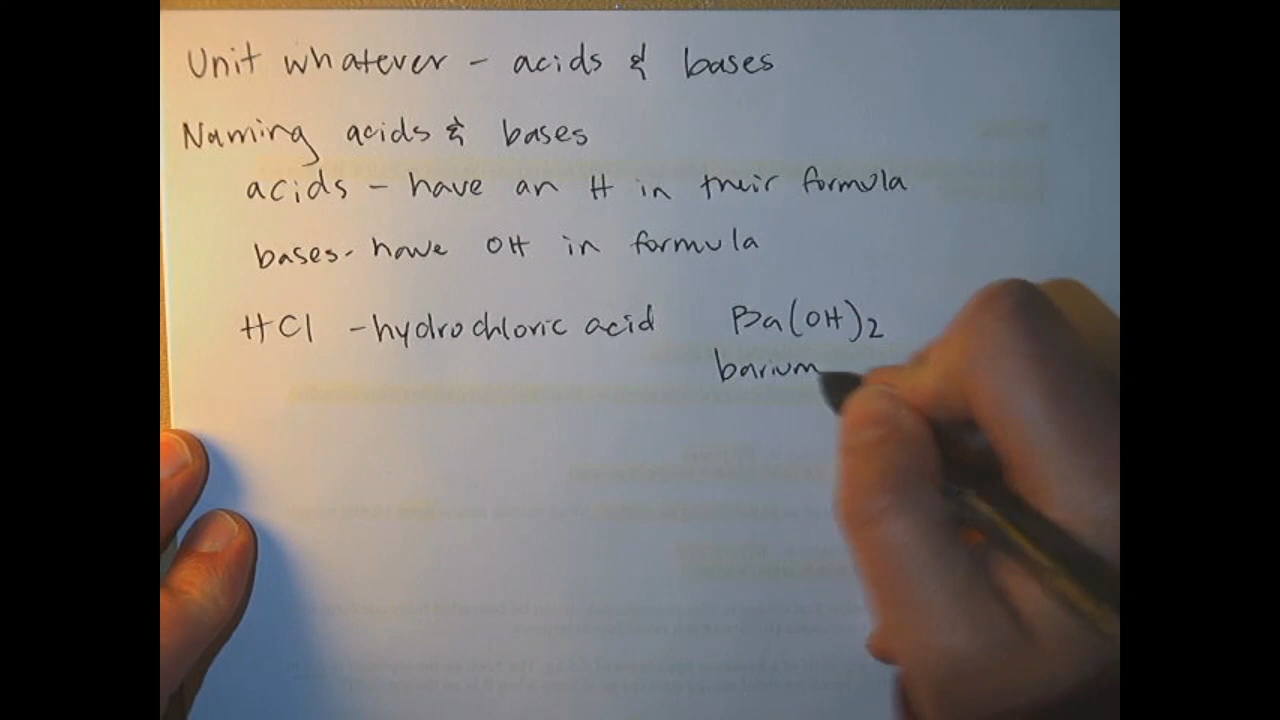 Unit whatever - acids & bases
Naming acids & bases
acids - have an H in their formula
bases - have OH in formula
HCl - hydrochloric acid Ba(OH)2
barium